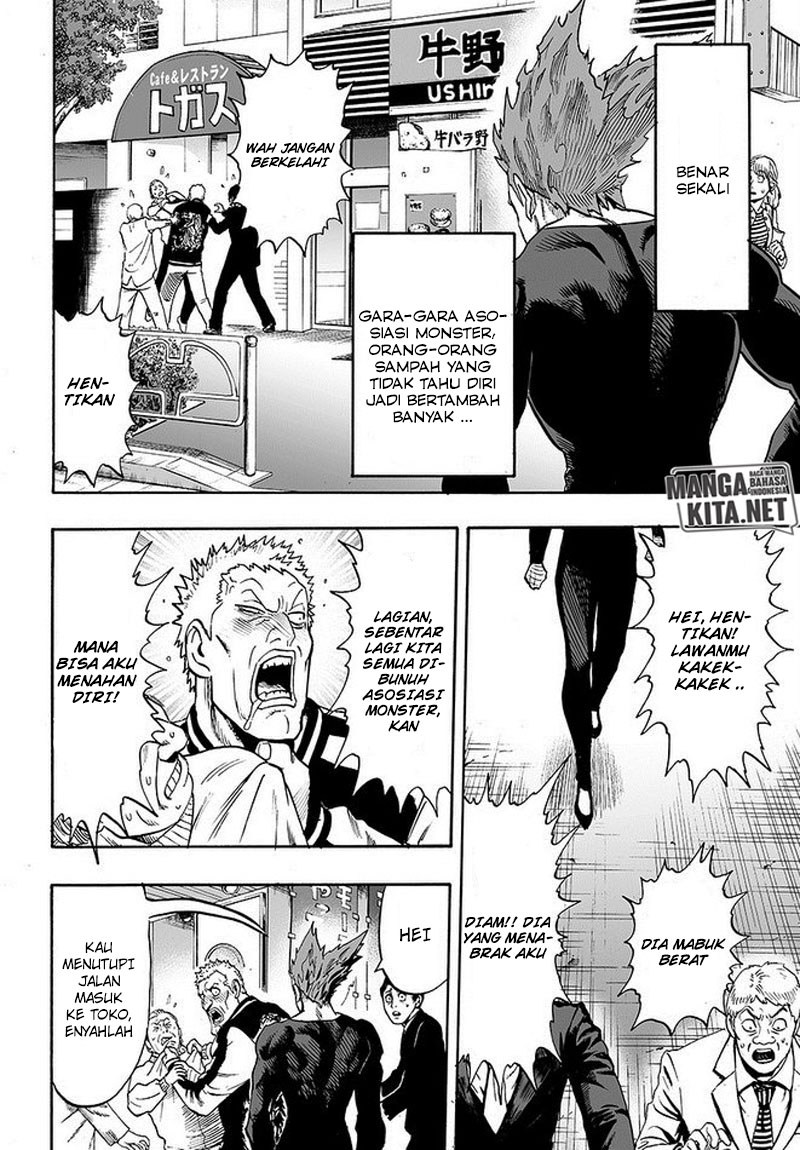 牛野
USHIN
牛バラ野
Cafe&レストラン
トガス
BENAR
SEKALI
WAH JANGAN
BERKELAHI
GARA-GARA ASO-
SIASI MONSTER,
ORANG-ORANG
SAMPAH YANG
TIDAK TAHU DIRI
JADI BERTAMBAH
BANYAK ...
HEN-
TIKAN
MANGA
KITA.NET
BACA MANGA
BAHASA
INDONESIA
HEI, HEN-
TIKAN!
LAWANMU
KAKEK-
KAKEK ..
LAGIAN,
SEBENTAR
LAGI KITA
SEMUA DI-
BUNUH
ASOSIASI
MONSTER,
KAN
MANA
BISA AKU
MENAHAN
DIRI!
DIA MABUK
BERAT
DIAM!! DIA
YANG MENA-
BRAK AKU
HEI
KAU
MENUTUPI
JALAN
MASUK
KE TOKO,
ENYAHLAH